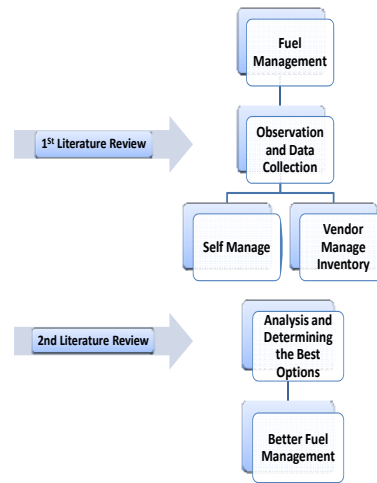 Fuel
Management
1St Literature Review
Observation
and Data
Collection
Self Manage
Vendor
Manage
Inventory
2nd Literature Review
Analysis and
Determining
the Best
Options
Better Fuel
Management